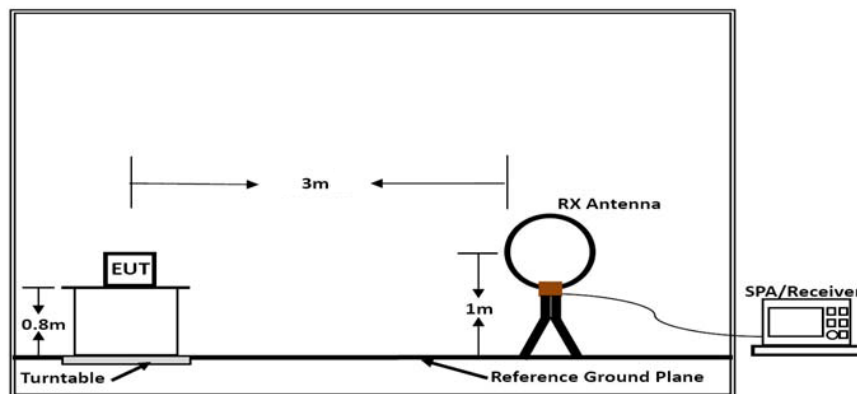 3m
RX Antenna
EUT
SPA/Receiver
0.8m
1m
Turntable
Reference Ground Plane